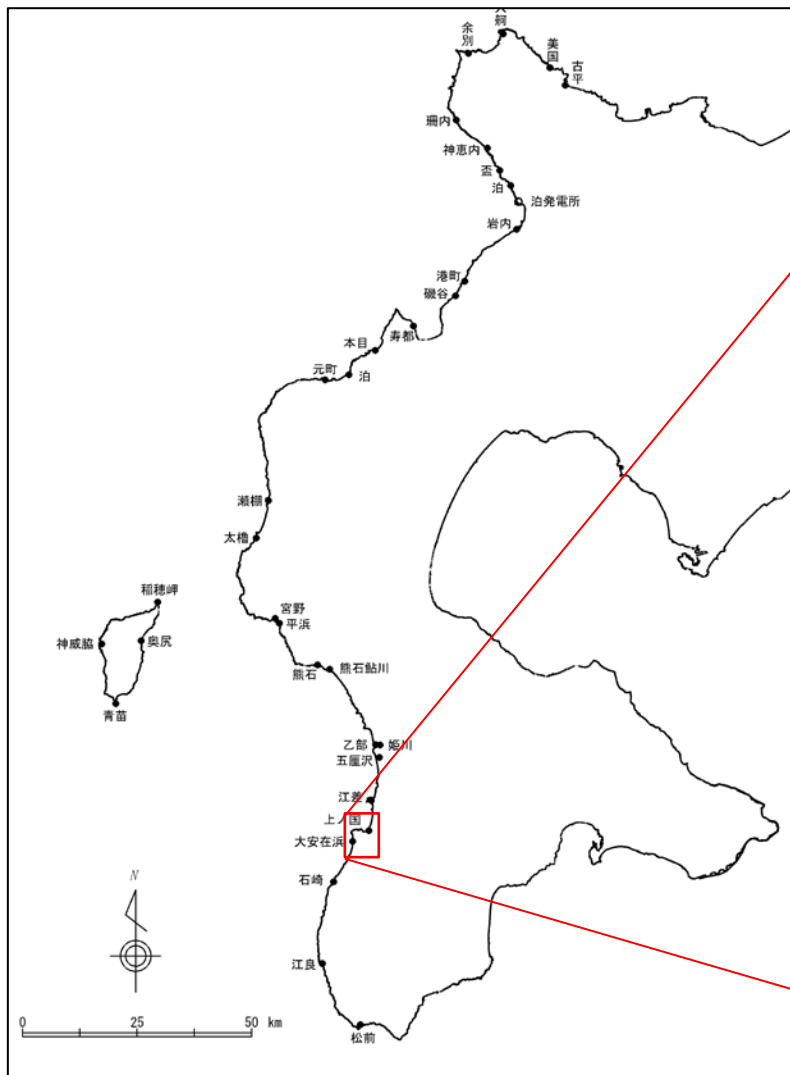 余別
美国
古平
珊内
神恵内
盃
泊
泊発電所
岩内
港町
磯谷
寿都
本目
元町
泊
瀬棚
太櫓
稲穂岬
宮野
平浜
神威脇
奥尻
熊石
熊石鮎川
青苗
乙部
姫川
五厘沢
江差
上ノ国
大安在浜
石崎
N
江良
0 25 50 km
松前